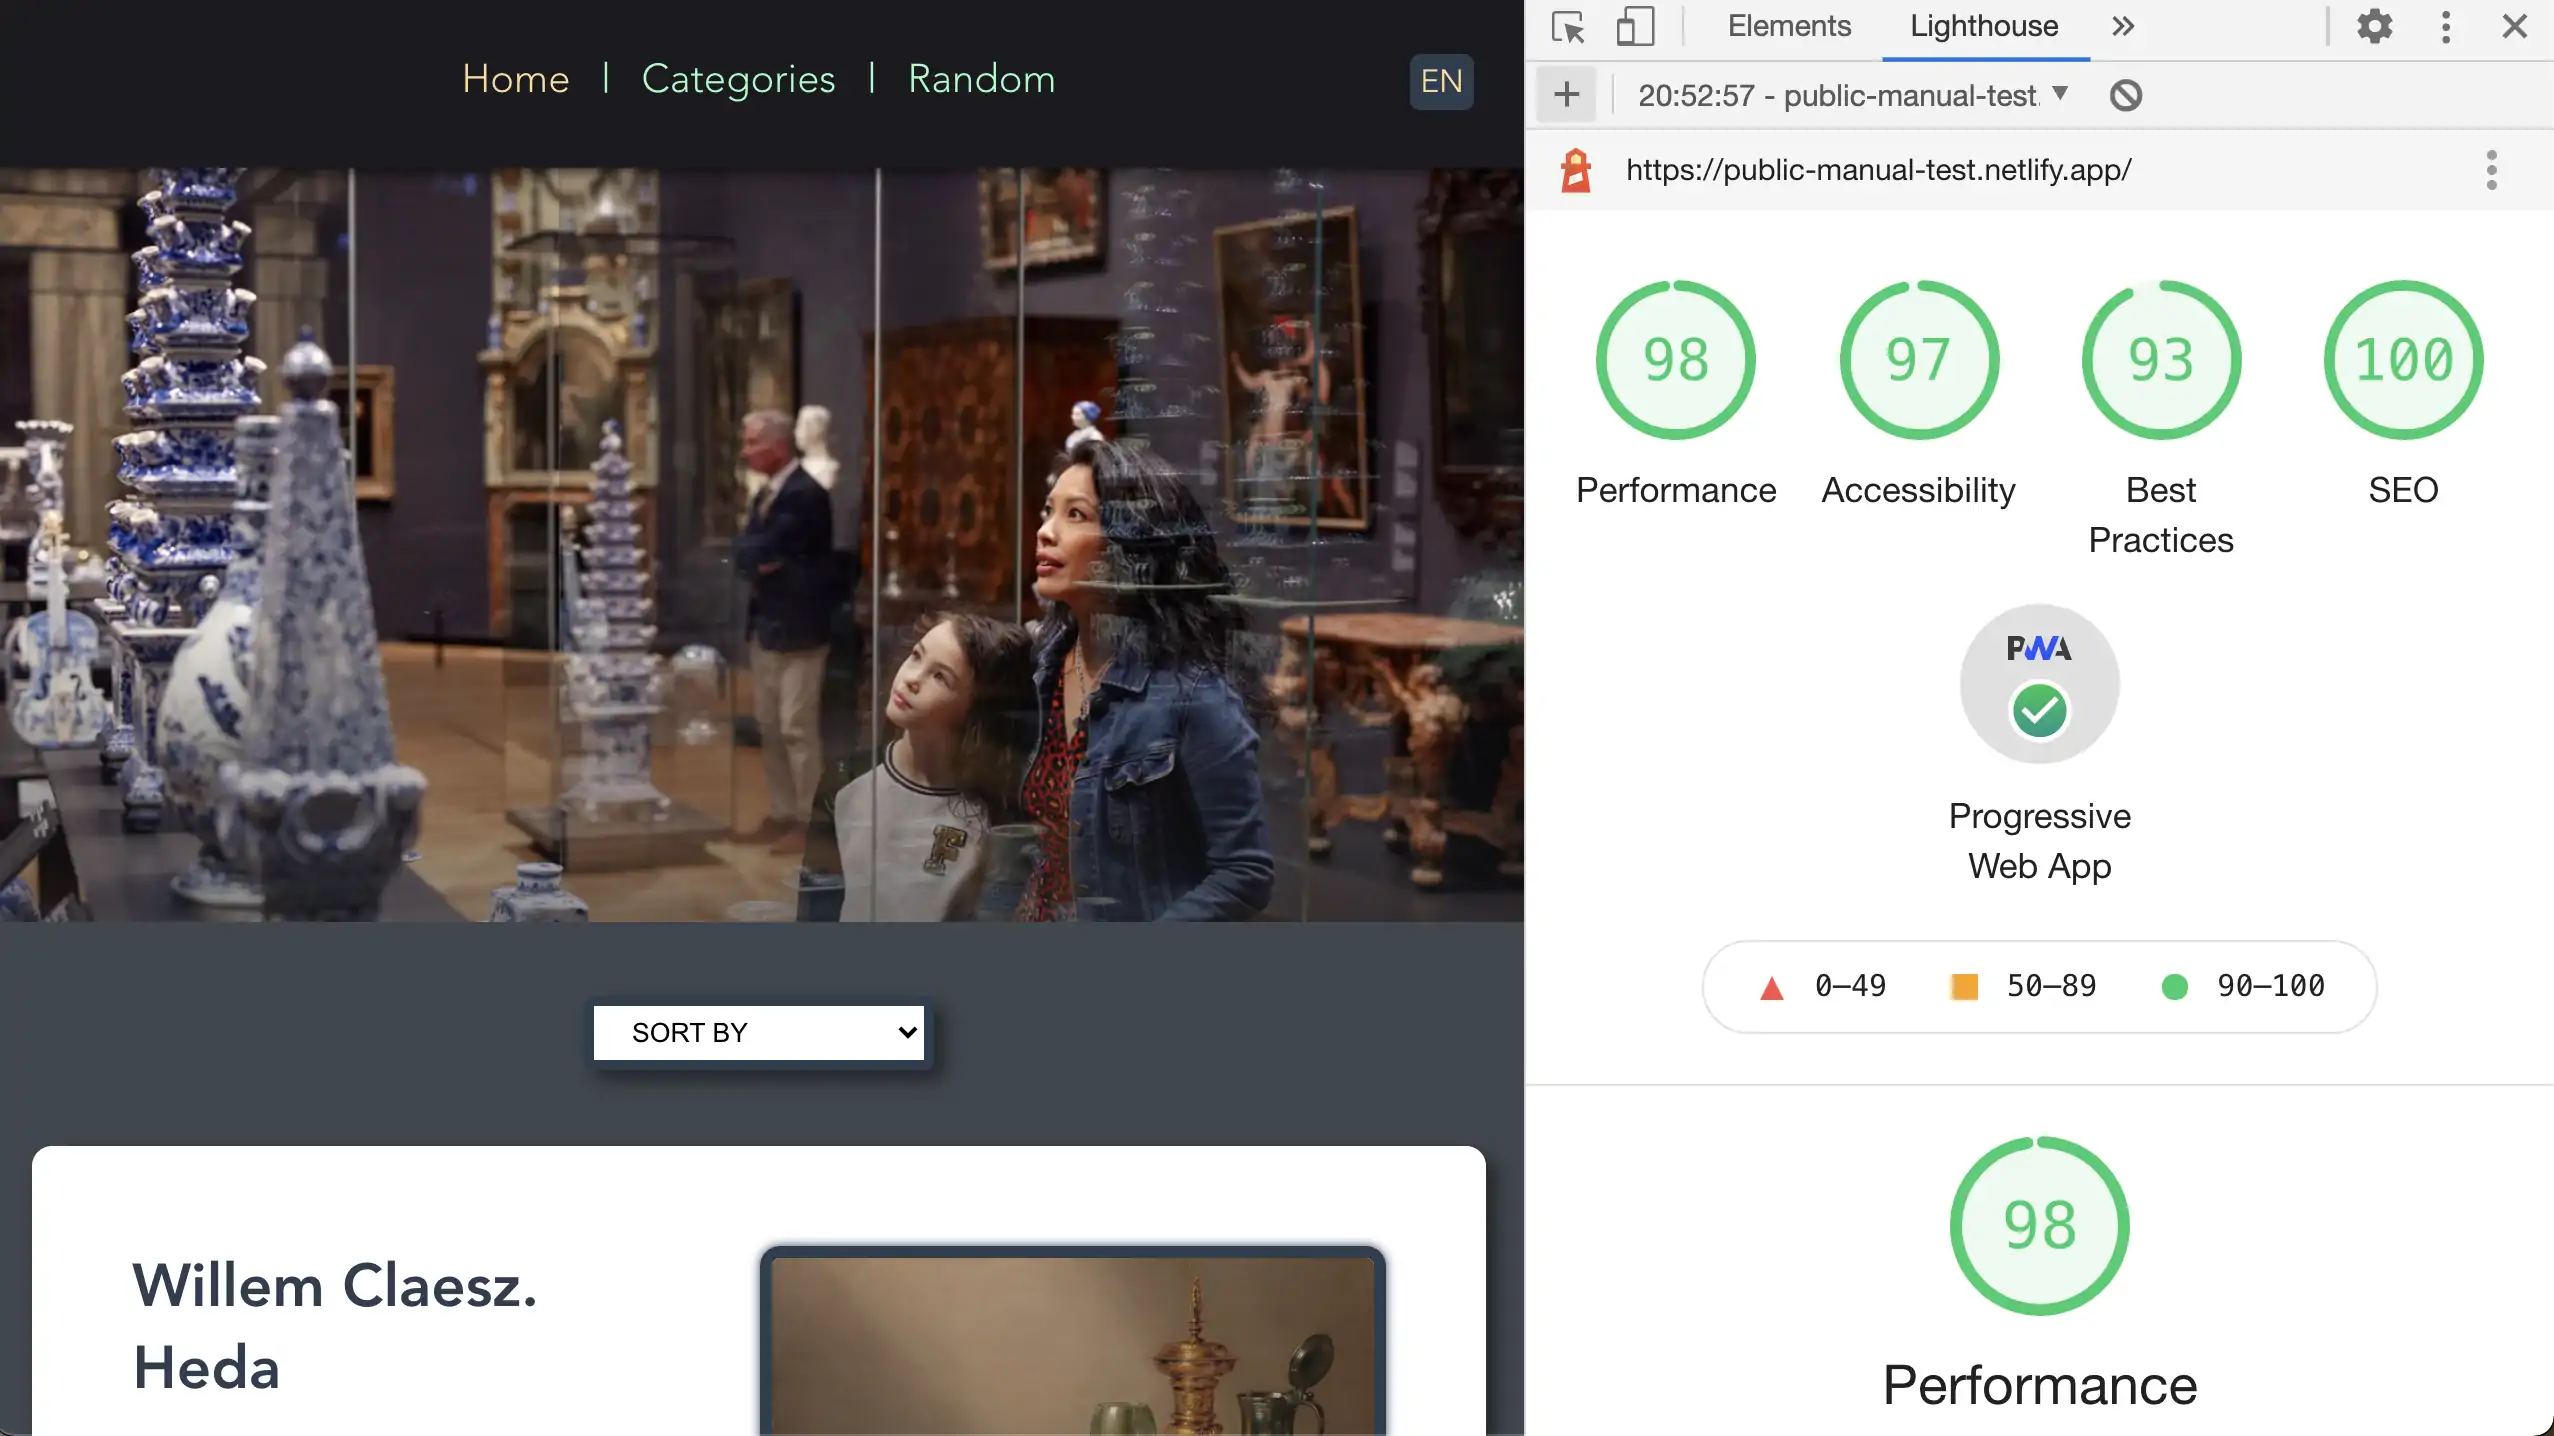 Home | Categories | Random
EN
F
SORT BY
Willem Claesz.
Heda
Elements
Lighthouse
20:52:57 - public-manual-test.
https://public-manual-test.netlify.app/
98
Performance
97
Accessibility
93
Best
Practices
100
SEO
PWA
Progressive
Web App
0–49
50–89
90–100
98
Performance